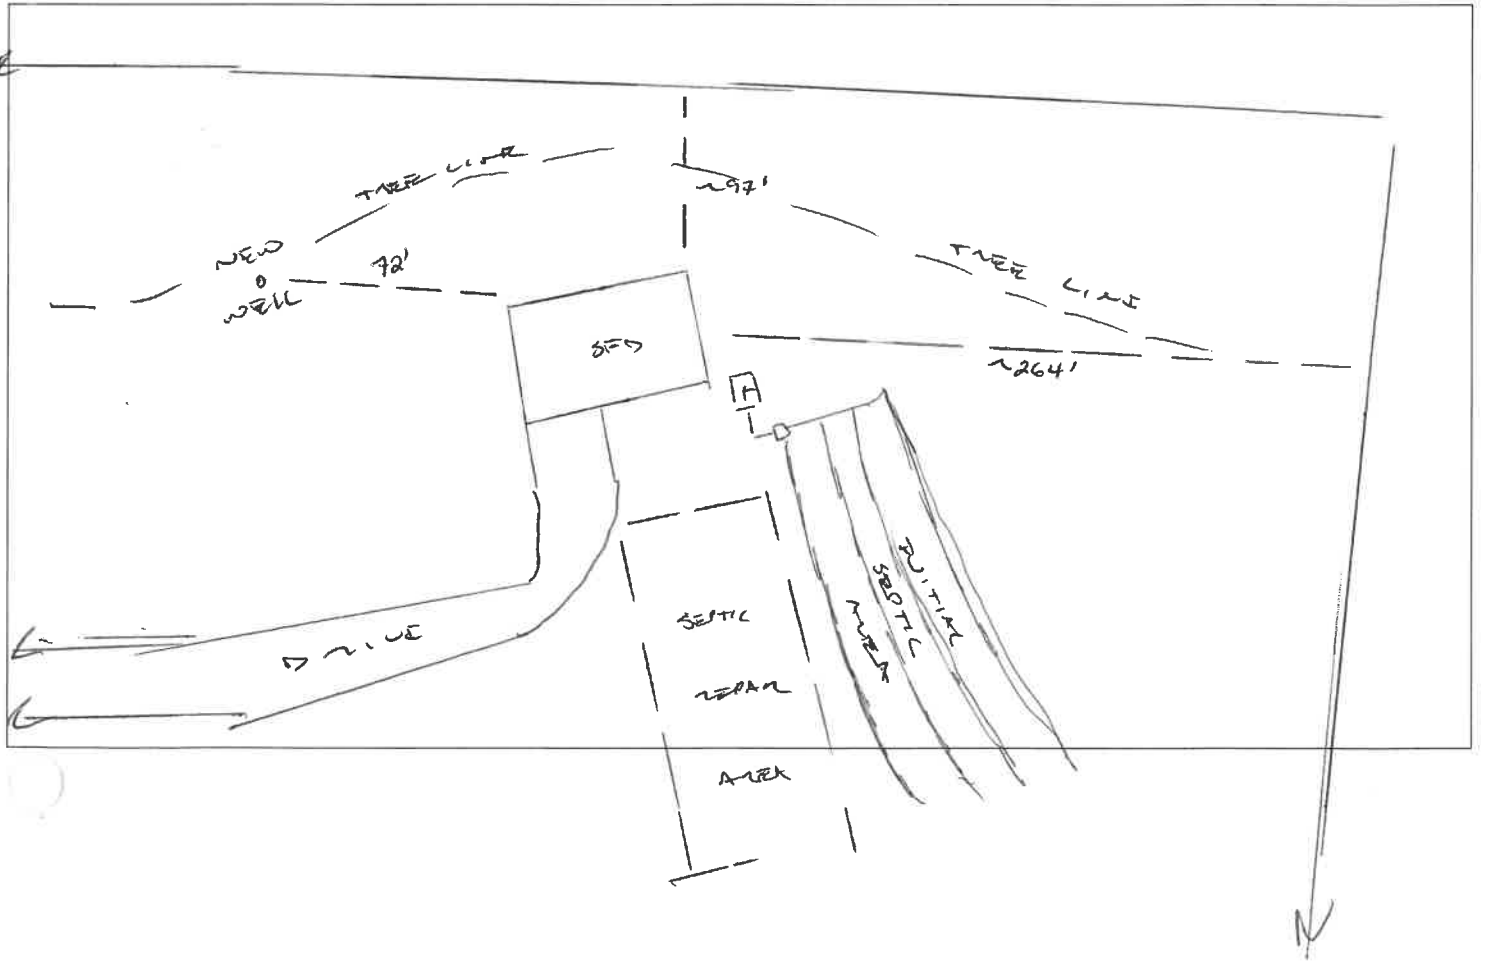 TREE LINE
~97'
NEW
WELL
72'
TREE LINE
SFD
~264'
DRIVE
SEPTIC
REPAIR
AREA
INITIAL
SEPTIC
AREA